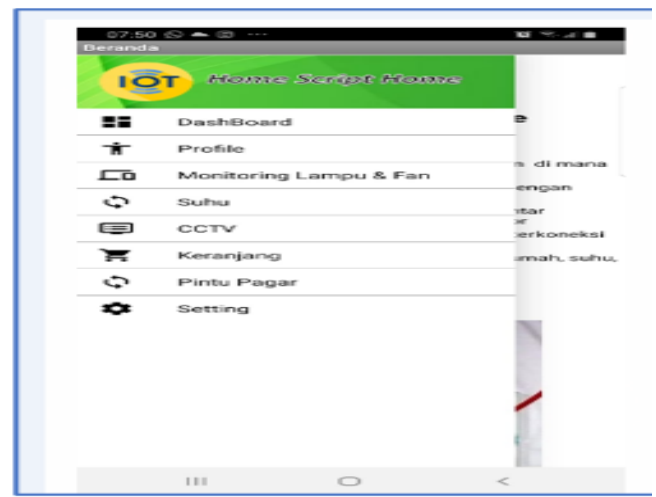 07:50
Beranda
IOT Home Script Home
DashBoard
Profile
Monitoring Lampu & Fan
Suhu
CCTV
Keranjang
Pintu Pagar
Setting
di mana
engan
ntar
erkoneksi
mah, suhu,